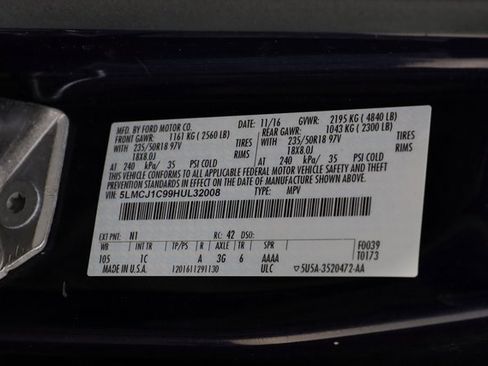 MFD. BY FORD MOTOR CO.
DATE: 11/16 GVWR: 2195 KG ( 4840 LB)
FRONT GAWR: 1161 KG ( 2560 LB) REAR GAWR: 1043 KG ( 2300 LB)
WITH 235/50R18 97V TIRES WITH 235/50R18 97V TIRES
18X8.0J RIMS 18X8.0J RIMS
AT 240 kPa/ 35 PSI COLD AT 240 kPa/ 35 PSI COLD
THIS VEHICLE CONFORMS TO ALL APPLICABLE FEDERAL MOTOR VEHICLE SAFETY AND THEFT PREVENTION STANDARDS IN EFFECT ON THE DATE OF MANUFACTURE SHOWN ABOVE.
VIN: 5LMCJ1C99HUL32008
TYPE: MPV
EXT PNT: N1 RC: 42 DSO:
WB INT TR TP/PS R AXLE TR SPR
105 1C A 3G 6 AAAA
F0039
T0173
MADE IN U.S.A. 1201611291130 ULC 5U5A-3520472-AA